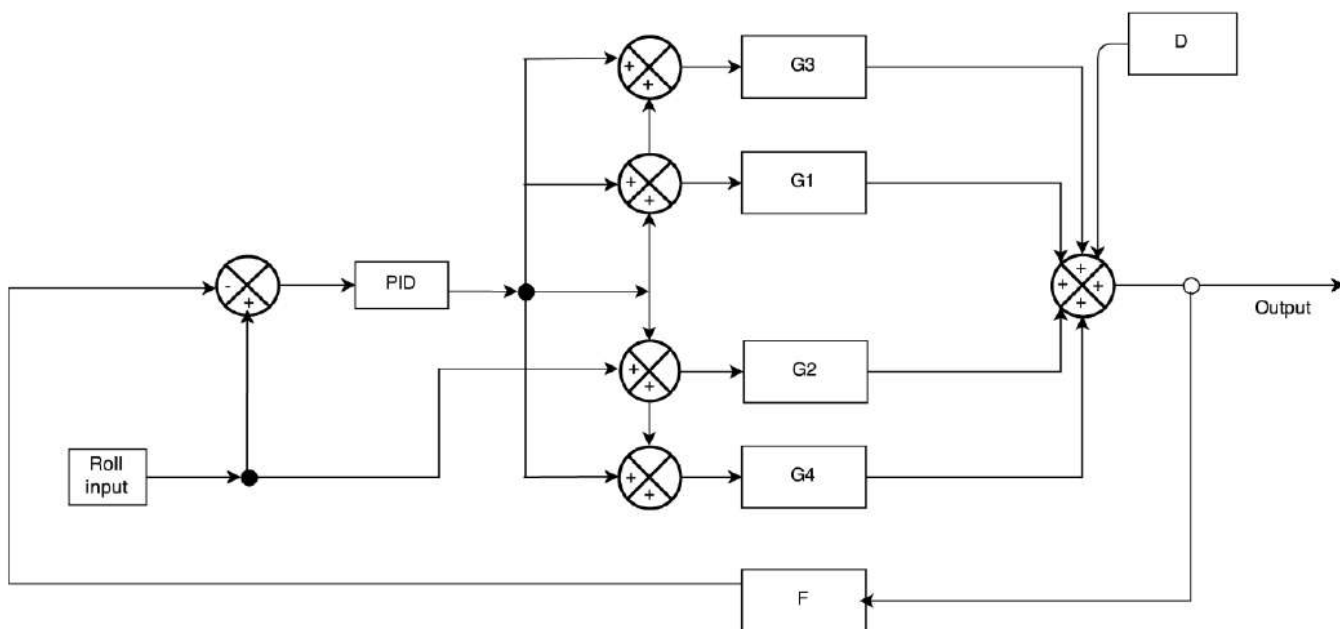 G3
D
+
+
G1
+
+
PID
-
+
+
+
+
+
+
Output
G2
+
+
Roll
input
G4
+
+
F